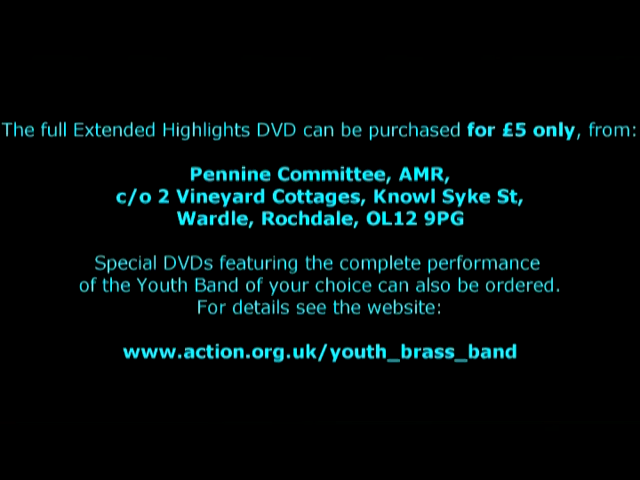 The full Extended Highlights DVD can be purchased for £5 only, from:
Pennine Committee, AMR,
c/o 2 Vineyard Cottages, Knowl Syke St,
Wardle, Rochdale, OL12 9PG
Special DVDs featuring the complete performance
of the Youth Band of your choice can also be ordered.
For details see the website:
www.action.org.uk/youth_brass_band